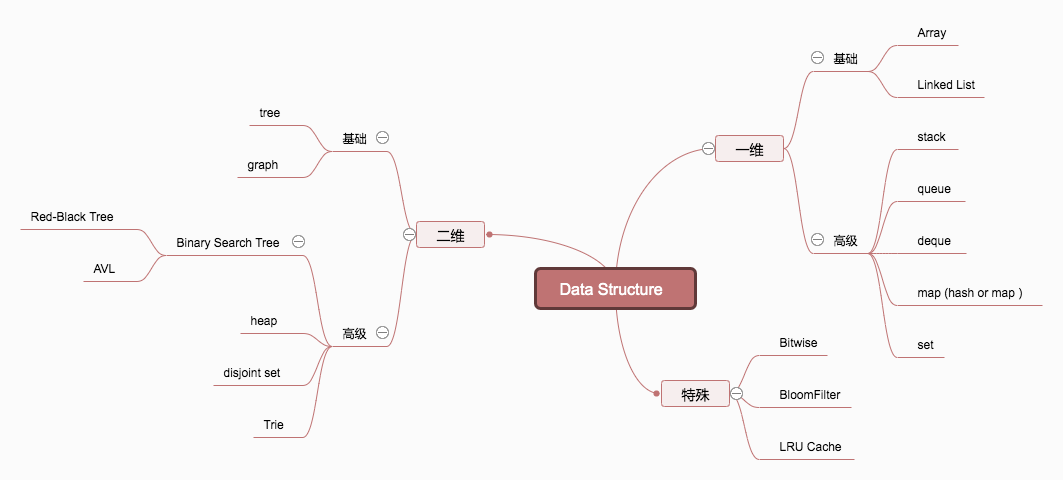 Data Structure
一维
基础
Array
Linked List
高级
stack
queue
deque
map (hash or map )
set
二维
基础
tree
graph
高级
Binary Search Tree
Red-Black Tree
AVL
heap
disjoint set
Trie
特殊
Bitwise
BloomFilter
LRU Cache